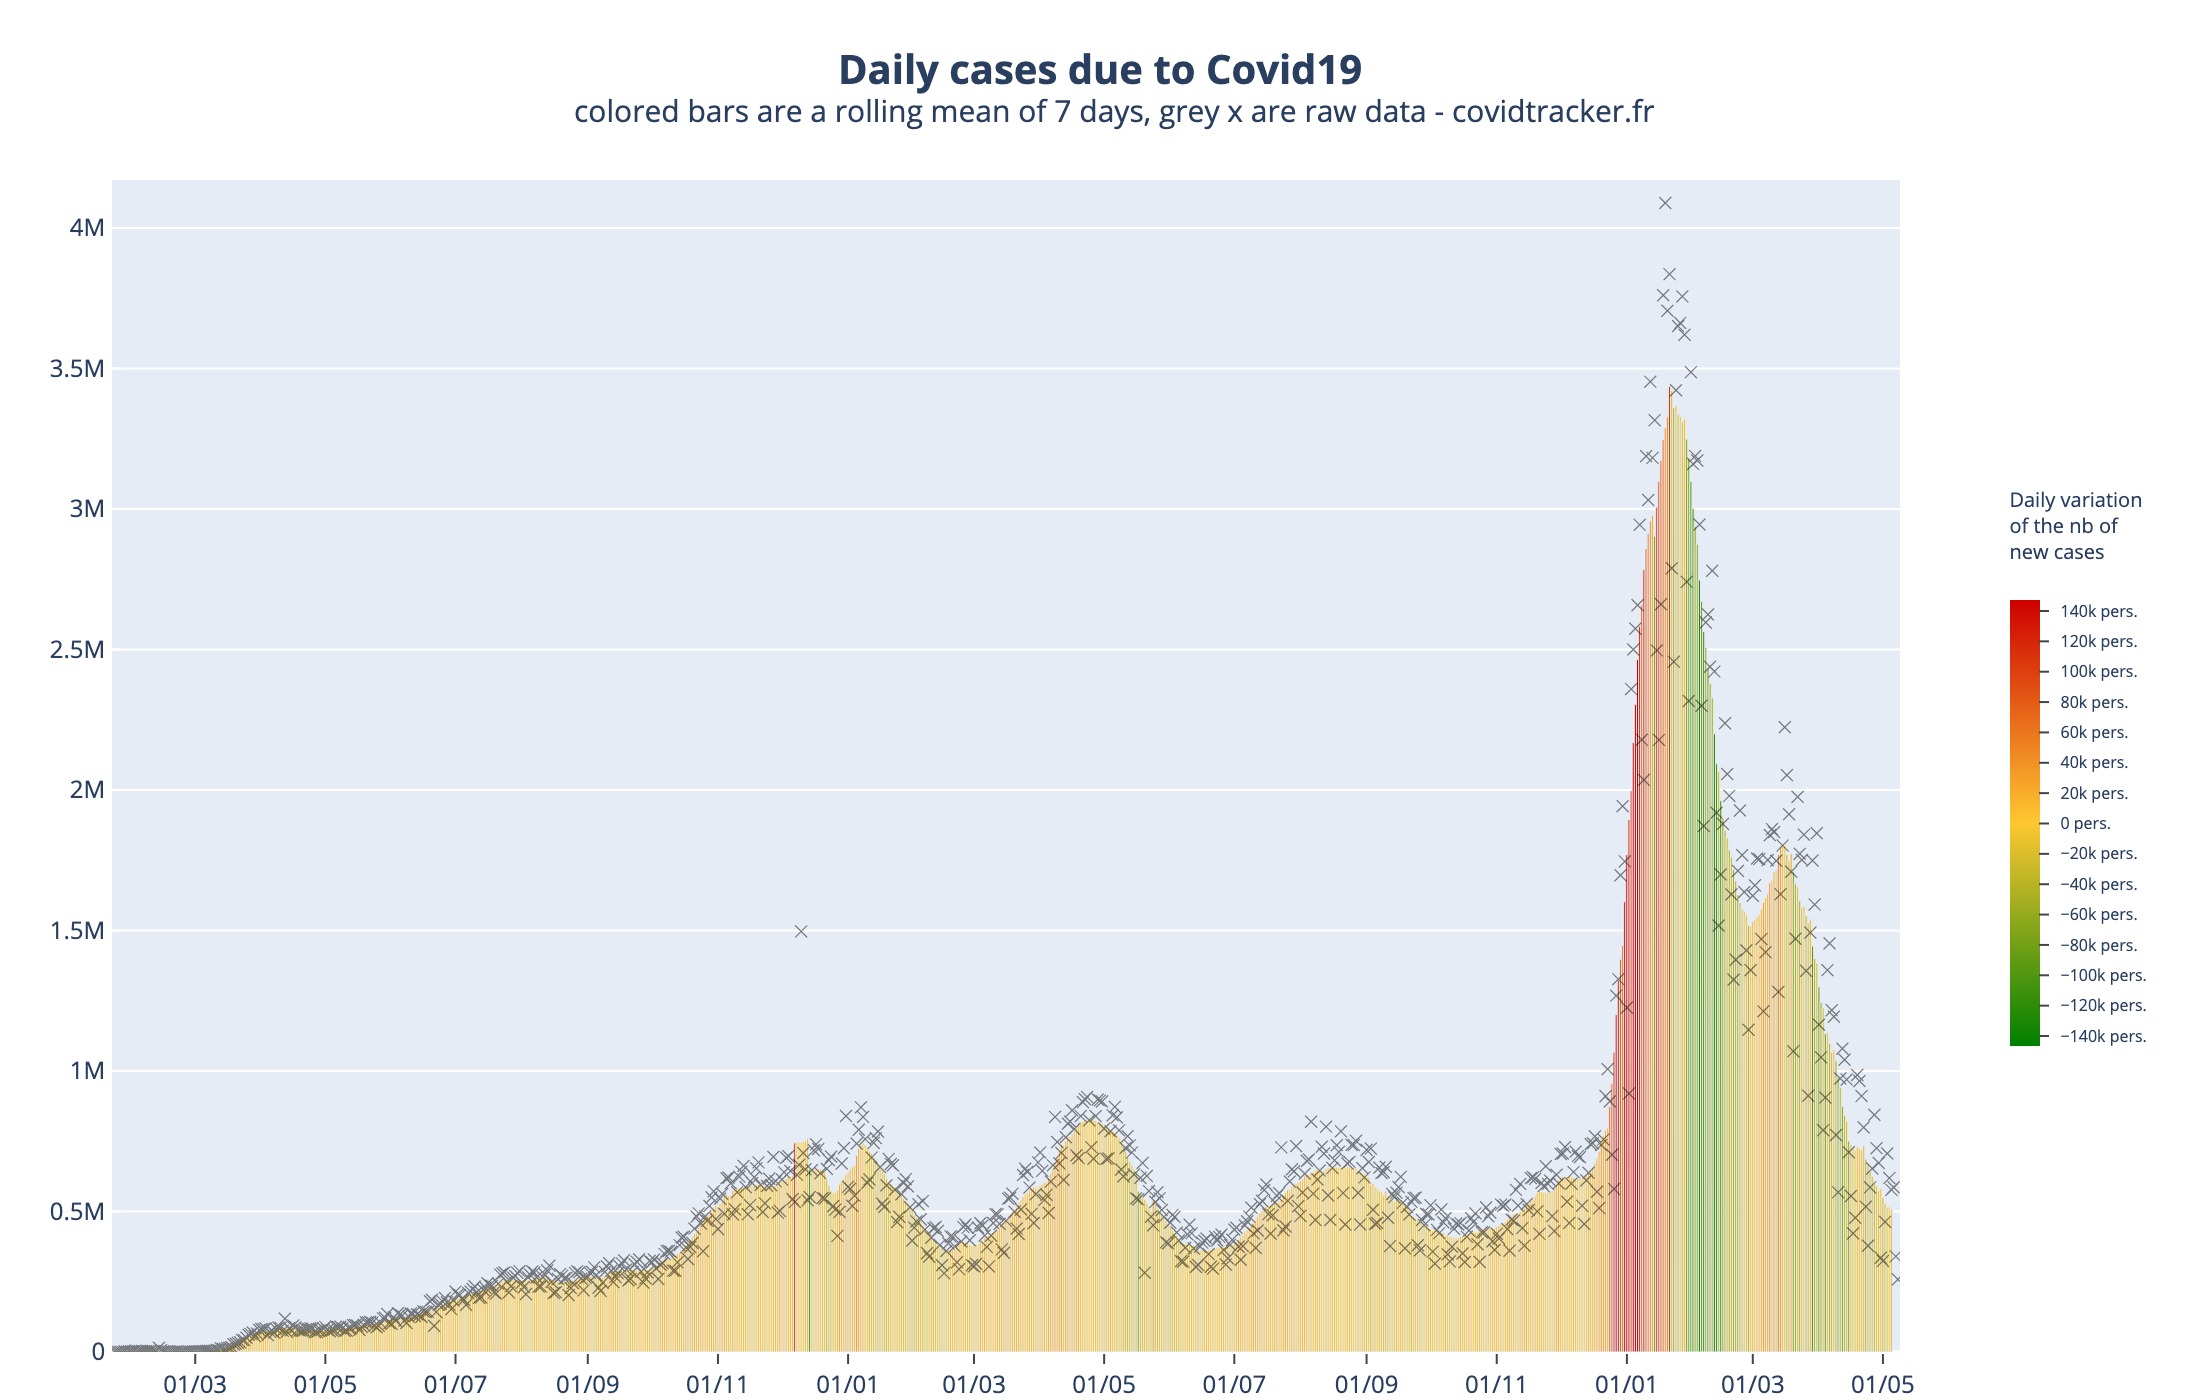 Daily cases due to Covid19
colored bars are a rolling mean of 7 days, grey x are raw data - covidtracker.fr
4M
3.5M
3M
2.5M
2M
1.5M
1M
0.5M
0
01/03 01/05 01/07 01/09 01/11 01/01 01/03 01/05 01/07 01/09 01/11 01/01 01/03 01/05
Daily variation
of the nb of
new cases
140k pers.
120k pers.
100k pers.
80k pers.
60k pers.
40k pers.
20k pers.
0 pers.
−20k pers.
−40k pers.
−60k pers.
−80k pers.
−100k pers.
−120k pers.
−140k pers.